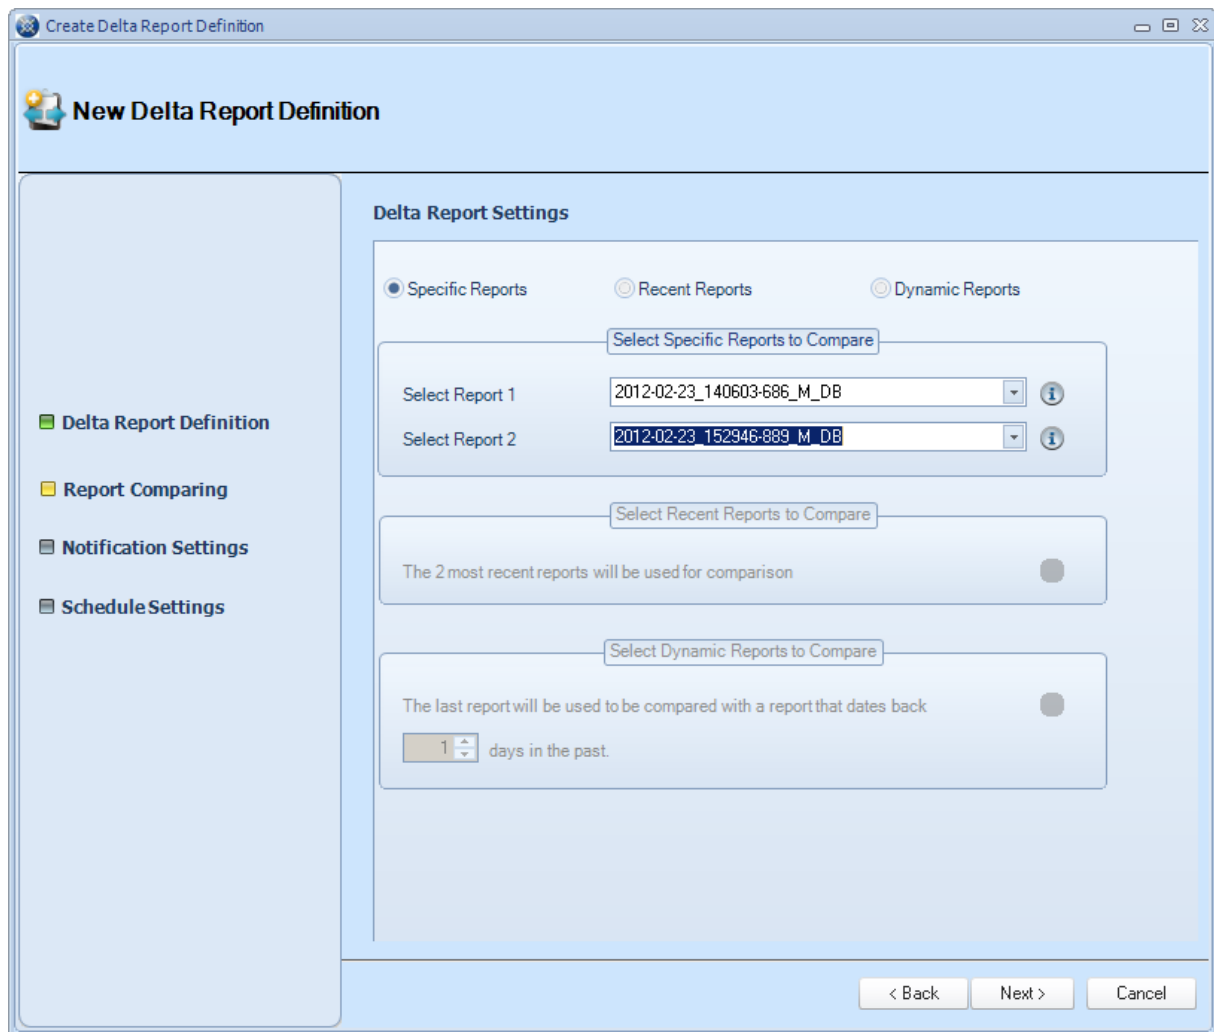 Create Delta Report Definition
New Delta Report Definition
Delta Report Definition
Report Comparing
Notification Settings
Schedule Settings
Delta Report Settings
Specific Reports Recent Reports Dynamic Reports
Select Specific Reports to Compare
Select Report 1 2012-02-23_140603-686_M_DB
Select Report 2 2012-02-23_152946-889_M_DB
Select Recent Reports to Compare
The 2 most recent reports will be used for comparison
Select Dynamic Reports to Compare
The last report will be used to be compared with a report that dates back
1 days in the past.
< Back Next > Cancel